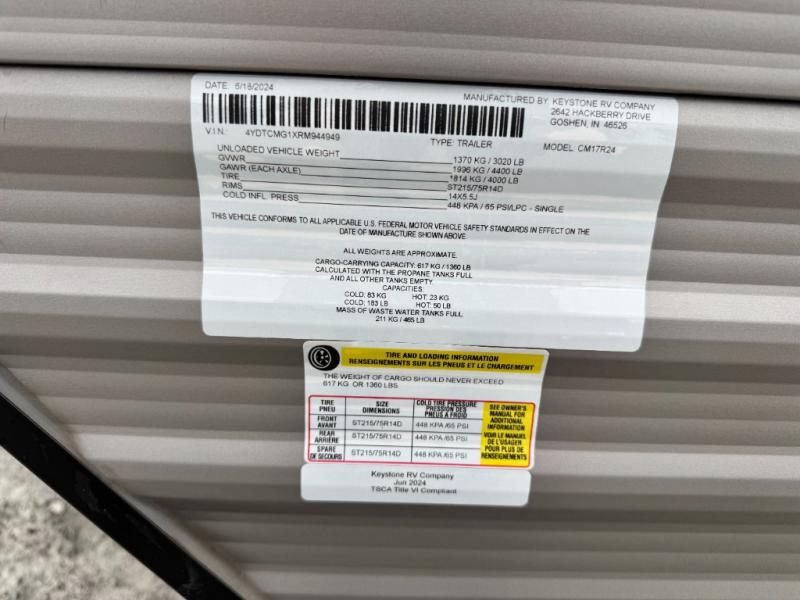 DATE: 6/18/2024
MANUFACTURED BY: KEYSTONE RV COMPANY
2642 HACKBERRY DRIVE
GOSHEN, IN 46526
V.I.N.: 4YDTCMG1XRM944949
TYPE: TRAILER MODEL: CM17R24
UNLOADED VEHICLE WEIGHT 1370 KG / 3020 LB
GVWR 1996 KG / 4400 LB
GAWR (EACH AXLE) 1814 KG / 4000 LB
TIRE ST215/75R14D
RIMS 14X5.5J
COLD INFL. PRESS 448 KPA / 65 PSI/LPC - SINGLE
THIS VEHICLE CONFORMS TO ALL APPLICABLE U.S. FEDERAL MOTOR VEHICLE SAFETY STANDARDS IN EFFECT ON THE
DATE OF MANUFACTURE SHOWN ABOVE.
ALL WEIGHTS ARE APPROXIMATE.
CARGO-CARRYING CAPACITY: 617 KG / 1360 LB
CALCULATED WITH THE PROPANE TANKS FULL
AND ALL OTHER TANKS EMPTY.
CAPACITIES:
COLD: 83 KG HOT: 23 KG
COLD: 183 LB HOT: 50 LB
MASS OF WASTE WATER TANKS FULL:
211 KG / 465 LB
TIRE AND LOADING INFORMATION
RENSEIGNEMENTS SUR LES PNEUS ET LE CHARGEMENT
THE WEIGHT OF CARGO SHOULD NEVER EXCEED
617 KG OR 1360 LBS.
TIRE
PNEU
SIZE
DIMENSIONS
COLD TIRE PRESSURE
PRESSION DES
PNEUS A FROID
FRONT
AVANT
ST215/75R14D
448 KPA /65 PSI
REAR
ARRIÈRE
ST215/75R14D
448 KPA /65 PSI
SPARE
DE SECOURS
ST215/75R14D
448 KPA /65 PSI
SEE OWNER'S
MANUAL FOR
ADDITIONAL
INFORMATION
VOIR LE MANUEL
DE L'USAGER
POUR PLUS DE
RENSEIGNEMENTS
Keystone RV Company
Jun 2024
TSCA Title VI Compliant